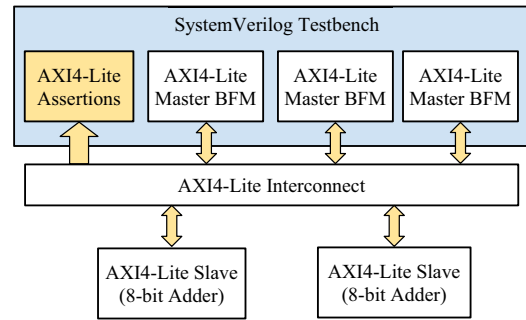 SystemVerilog Testbench
AXI4-Lite
Assertions
AXI4-Lite
Master BFM
AXI4-Lite
Master BFM
AXI4-Lite
Master BFM
AXI4-Lite Interconnect
AXI4-Lite Slave
(8-bit Adder)
AXI4-Lite Slave
(8-bit Adder)